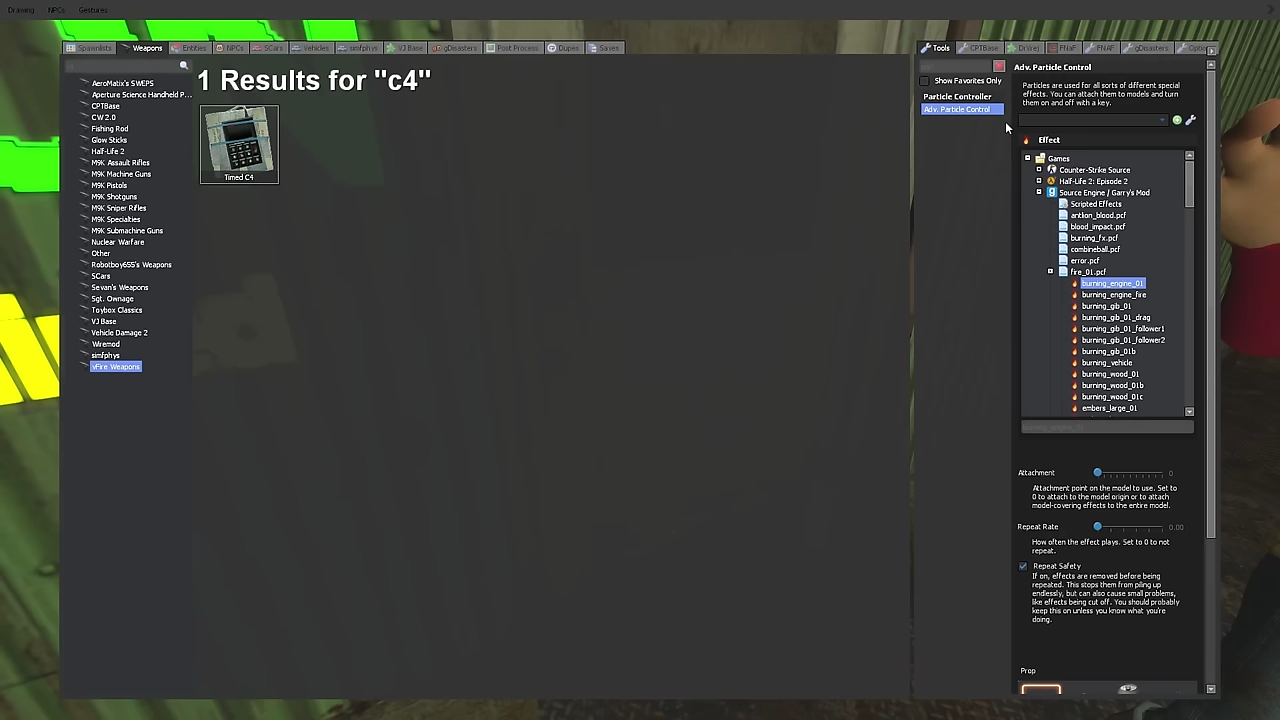 Drawing NPCs Gestures
Spawnlists Weapons Entities NPCs SCars Vehicles simfphys VJ Base gDisasters Post Process Dupes Saves
Tools CPTBase DrVrej FNaF FNAF gDisasters Optio
1 Results for "c4"
Timed C4
AeroMatix's SWEPS
Aperture Science Handheld P...
CPTBase
CW 2.0
Fishing Rod
Glow Sticks
Half-Life 2
M9K Assault Rifles
M9K Machine Guns
M9K Pistols
M9K Shotguns
M9K Sniper Rifles
M9K Specialties
M9K Submachine Guns
Nuclear Warfare
Other
Robotboy655's Weapons
SCars
Sevan's Weapons
Sgt. Ownage
Toybox Classics
VJ Base
Vehicle Damage 2
Wiremod
simfphys
vFire Weapons
Show Favorites Only
Particle Controller
Adv. Particle Control
Adv. Particle Control
Particles are used for all sorts of different special
effects. You can attach them to models and turn
them on and off with a key.
Effect
Games
Counter-Strike Source
Half-Life 2: Episode 2
Source Engine / Garry's Mod
Scripted Effects
antlion_blood.pcf
blood_impact.pcf
burning_fx.pcf
combineball.pcf
error.pcf
fire_01.pcf
burning_engine_01
burning_engine_fire
burning_gib_01
burning_gib_01_drag
burning_gib_01_follower1
burning_gib_01_follower2
burning_gib_01b
burning_vehicle
burning_wood_01
burning_wood_01b
burning_wood_01c
embers_large_01
burning_engine_01
Attachment 0
Attachment point on the model to use. Set to
0 to attach to the model origin or to attach
model-covering effects to the entire model.
Repeat Rate 0.00
How often the effect plays. Set to 0 to not
repeat.
Repeat Safety
If on, effects are removed before being
repeated. This stops them from piling up
endlessly, but can also cause small problems,
like effects being cut off. You should probably
keep this on unless you know what you're
doing.
Prop